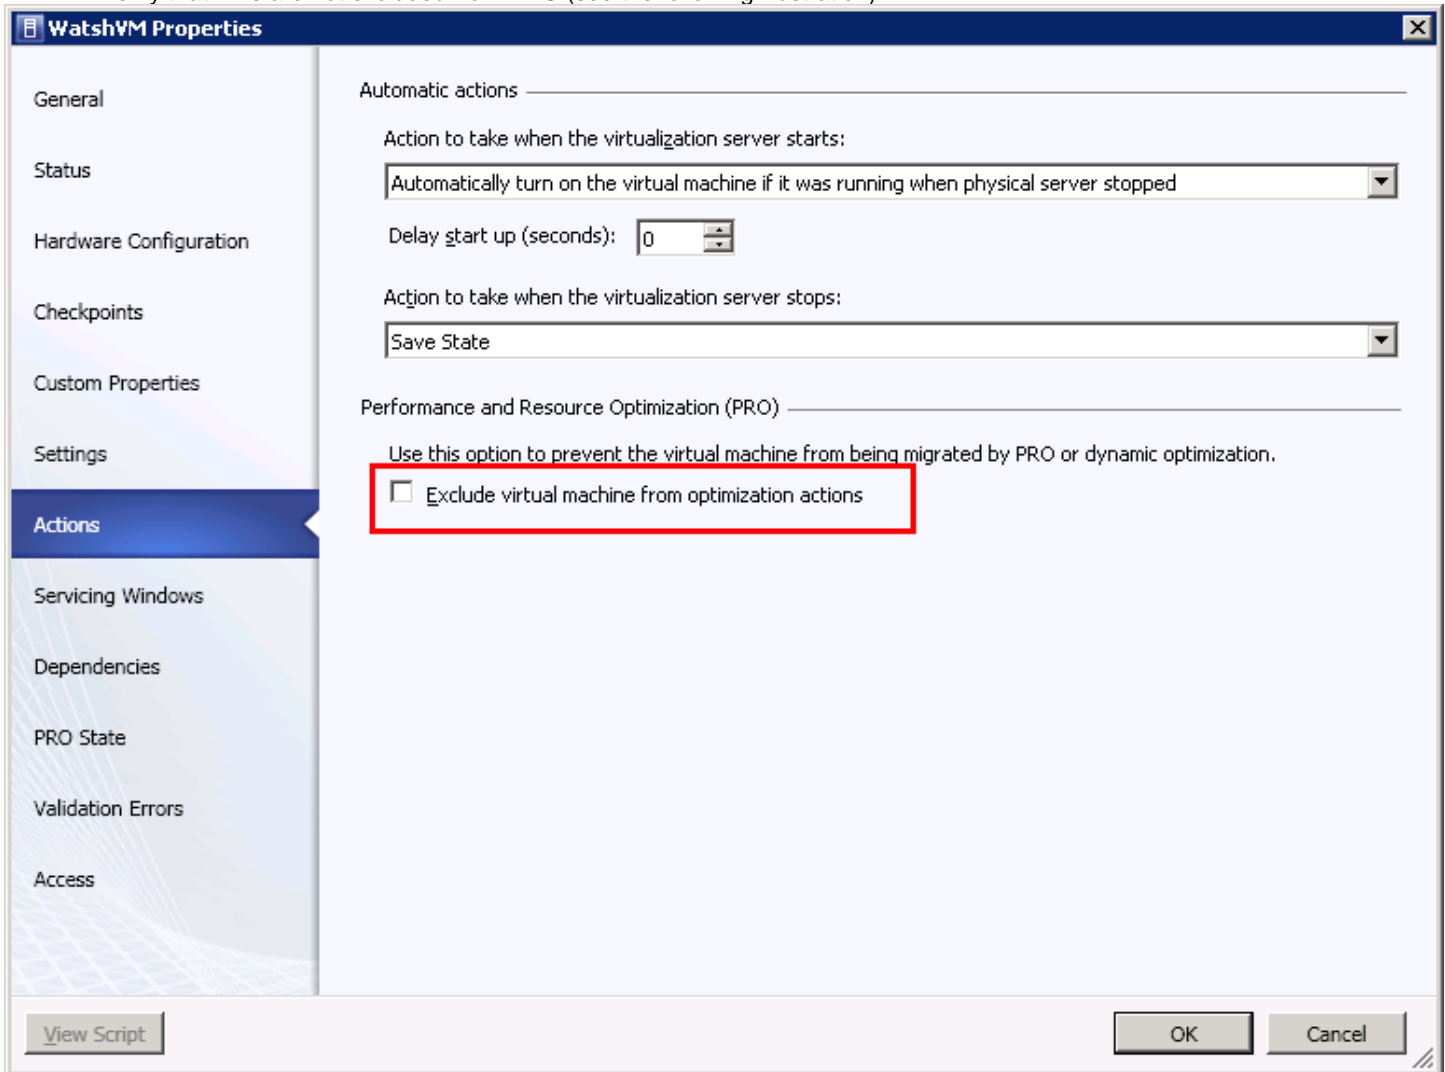 WatshVM Properties
General
Status
Hardware Configuration
Checkpoints
Custom Properties
Settings
Actions
Servicing Windows
Dependencies
PRO State
Validation Errors
Access
Automatic actions
Action to take when the virtualization server starts:
Automatically turn on the virtual machine if it was running when physical server stopped
Delay start up (seconds): 0
Action to take when the virtualization server stops:
Save State
Performance and Resource Optimization (PRO)
Use this option to prevent the virtual machine from being migrated by PRO or dynamic optimization.
Exclude virtual machine from optimization actions
View Script
OK
Cancel